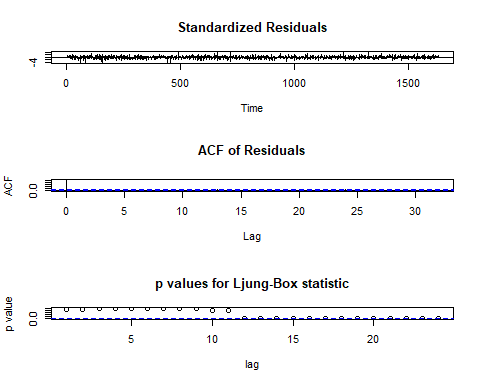 Standardized Residuals
-4
0 500 1000 1500
Time
ACF of Residuals
ACF
0.0
0 5 10 15 20 25 30
Lag
p values for Ljung-Box statistic
p value
0.0
5 10 15 20
lag